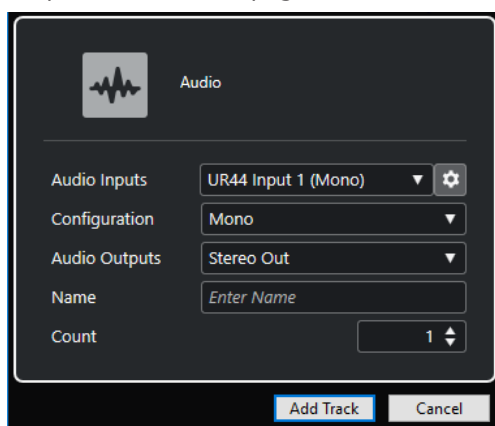 Audio
Audio Inputs UR44 Input 1 (Mono)
Configuration Mono
Audio Outputs Stereo Out
Name Enter Name
Count 1
Add Track Cancel